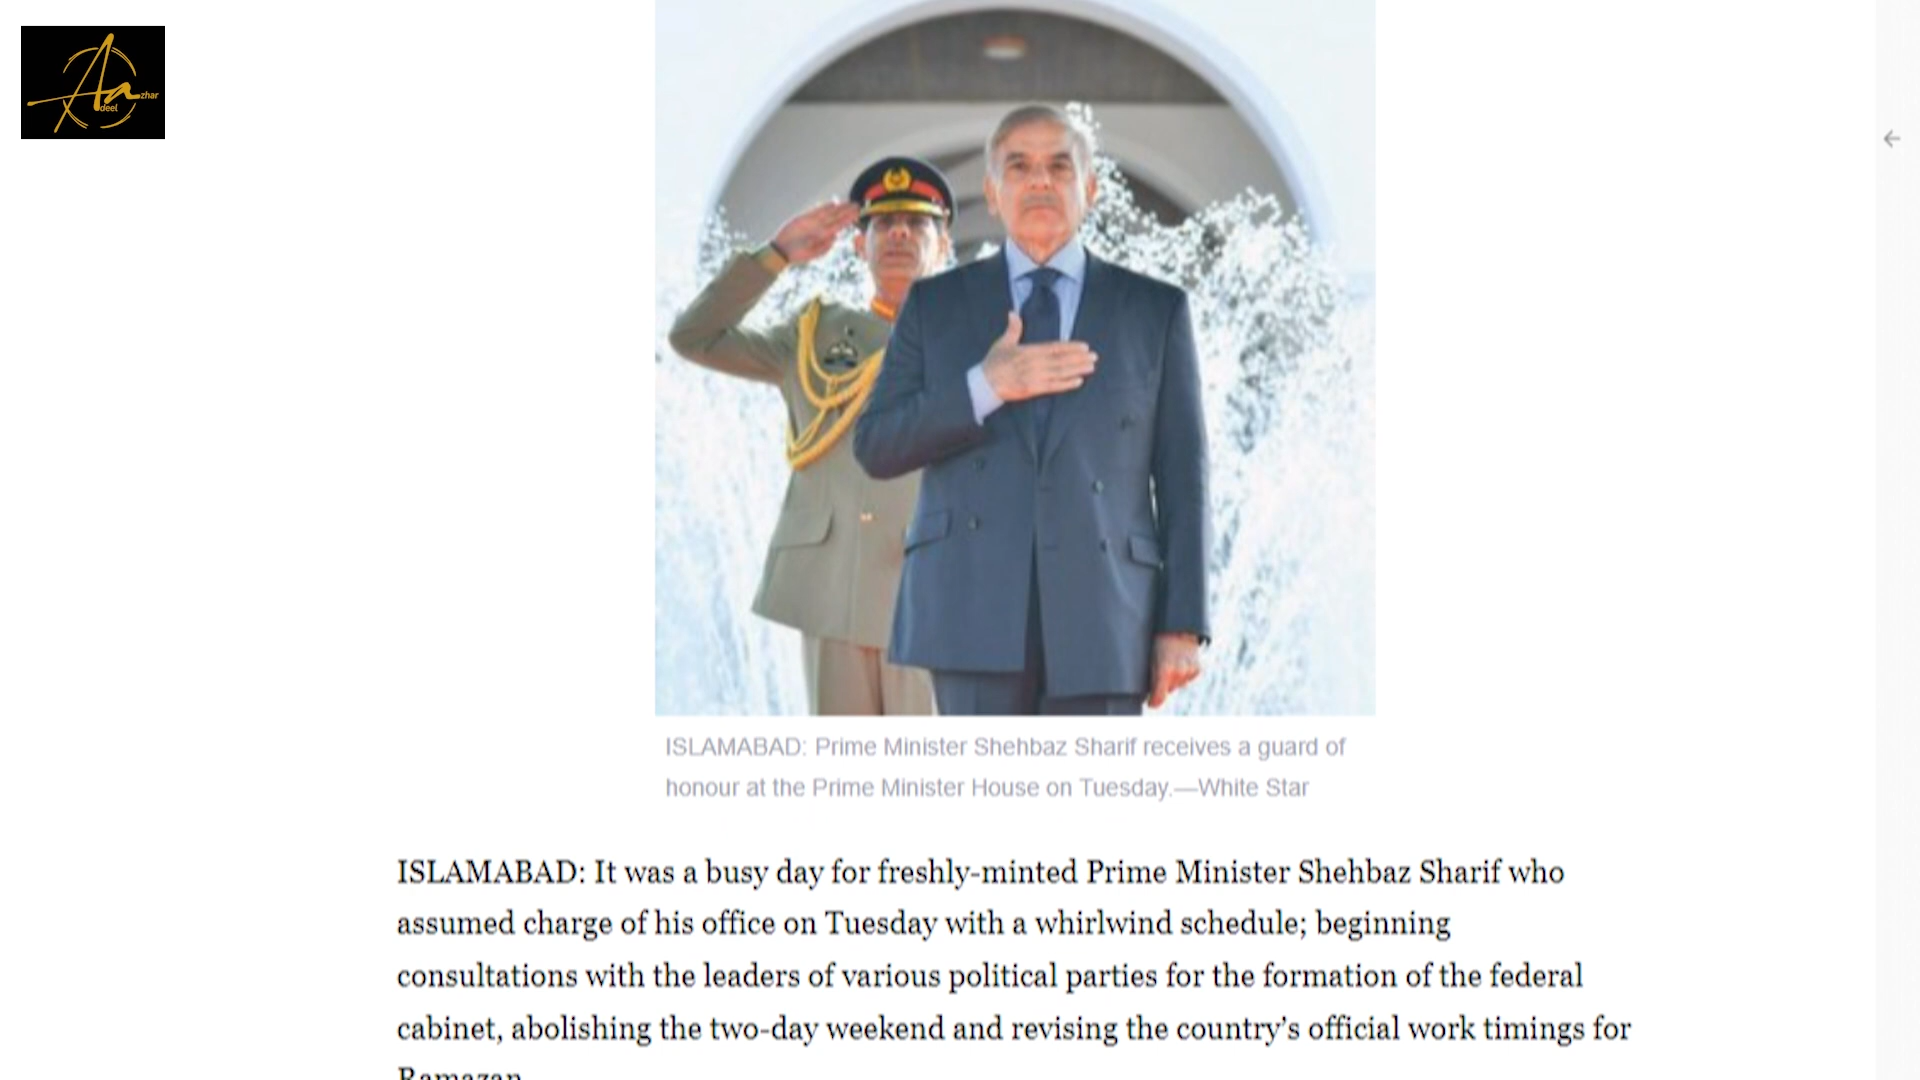 A
deel
A
zhar
ISLAMABAD: Prime Minister Shehbaz Sharif receives a guard of
honour at the Prime Minister House on Tuesday.—White Star
ISLAMABAD: It was a busy day for freshly-minted Prime Minister Shehbaz Sharif who
assumed charge of his office on Tuesday with a whirlwind schedule; beginning
consultations with the leaders of various political parties for the formation of the federal
cabinet, abolishing the two-day weekend and revising the country’s official work timings for
Ramazan